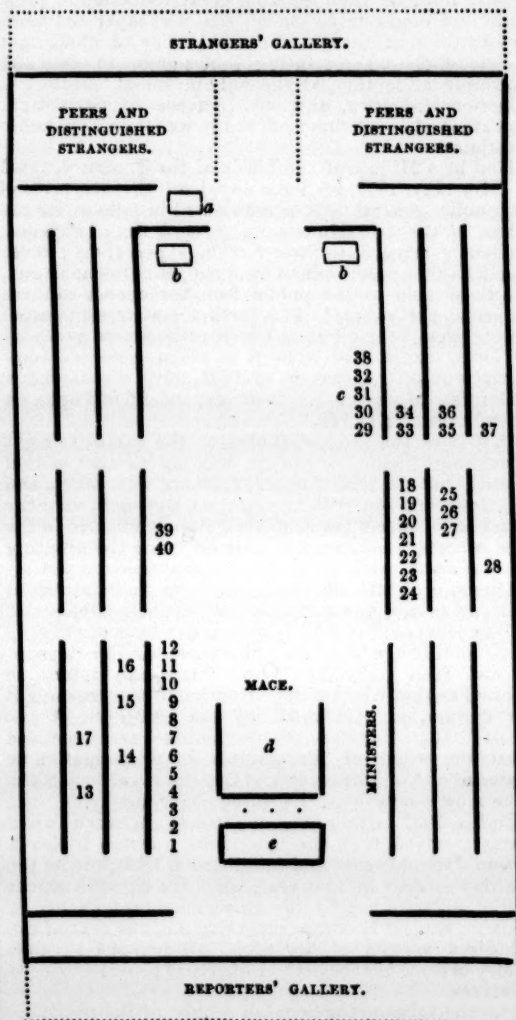 STRANGERS' GALLERY.
PEERS AND
DISTINGUISHED
STRANGERS.
PEERS AND
DISTINGUISHED
STRANGERS.
a
b
b
38
32
c 31
30 34 36
29 33 35 37
18
19
20
21
22
23
24
25
26
27
28
39
40
12
11
10
9
8
7
6
5
4
3
2
1
16
15
14
17
13
MACE.
d
MINISTERS.
e
REPORTERS' GALLERY.